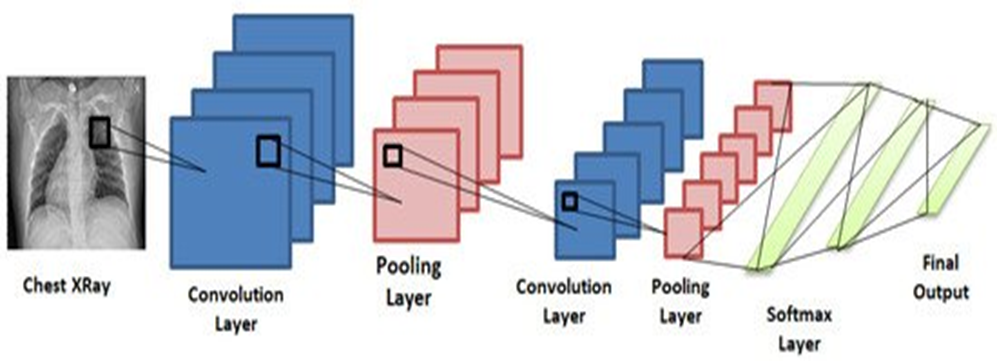 Chest XRay
Convolution
Layer
Pooling
Layer
Convolution
Layer
Pooling
Layer
Softmax
Layer
Final
Output